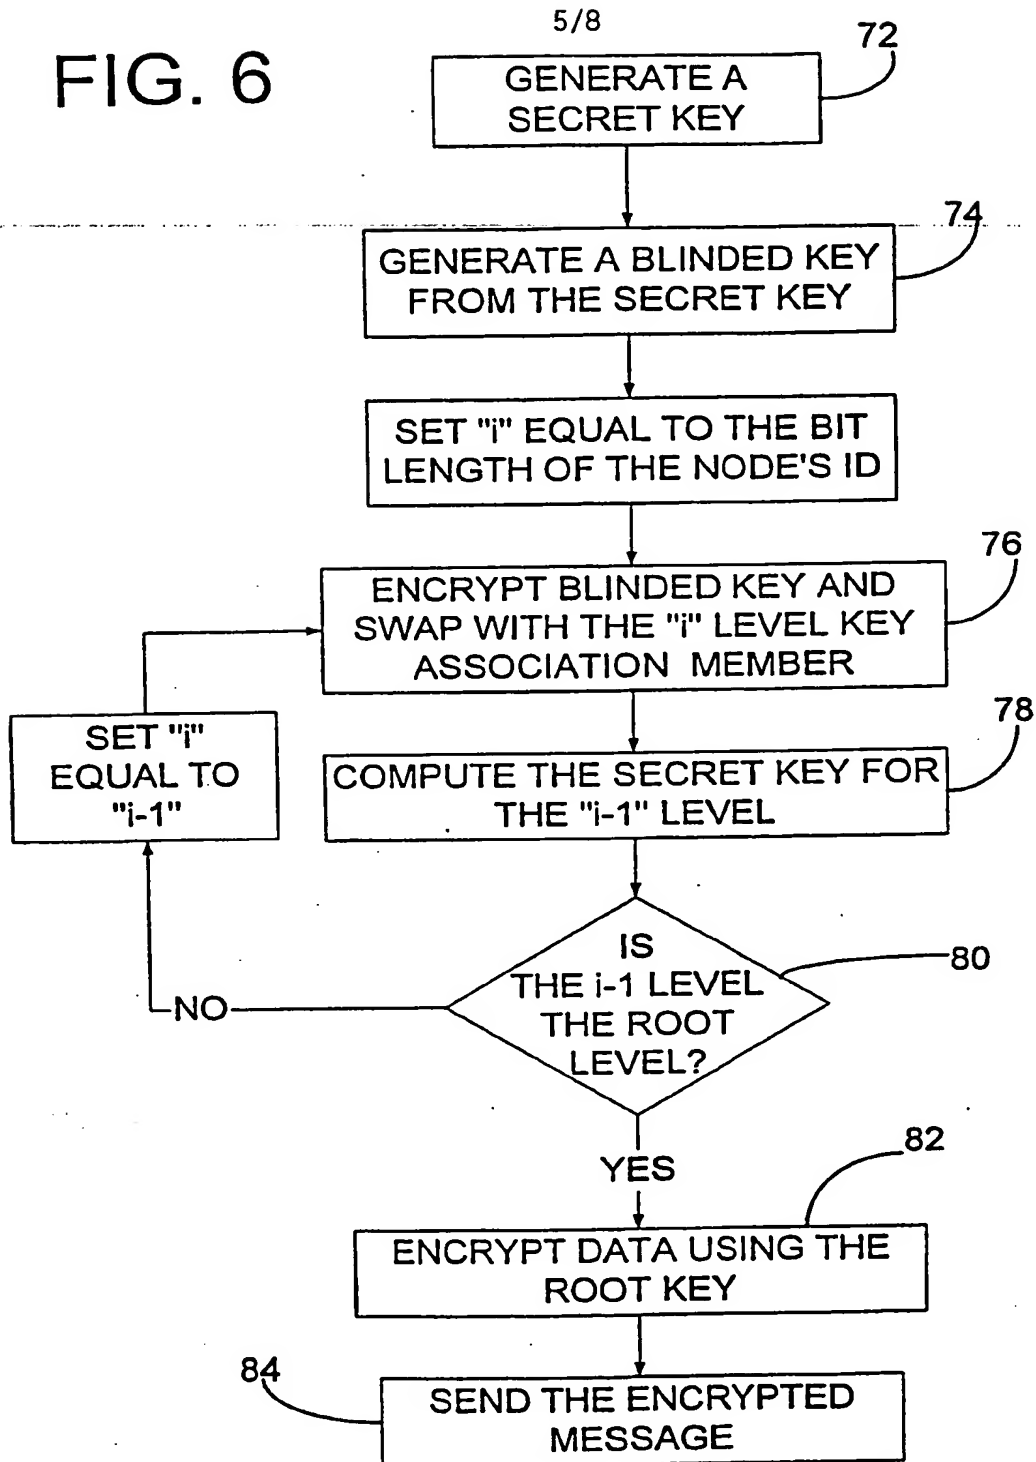 5/8
FIG. 6
72
GENERATE A
SECRET KEY
74
GENERATE A BLINDED KEY
FROM THE SECRET KEY
SET "i" EQUAL TO THE BIT
LENGTH OF THE NODE'S ID
76
ENCRYPT BLINDED KEY AND
SWAP WITH THE "i" LEVEL KEY
ASSOCIATION MEMBER
SET "i"
EQUAL TO
"i-1"
78
COMPUTE THE SECRET KEY FOR
THE "i-1" LEVEL
IS
THE i-1 LEVEL
THE ROOT
LEVEL?
80
NO
YES
82
ENCRYPT DATA USING THE
ROOT KEY
84
SEND THE ENCRYPTED
MESSAGE